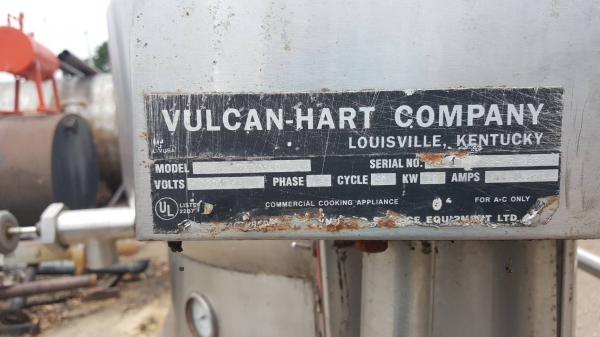 VULCAN-HART COMPANY
LOUISVILLE, KENTUCKY
MODEL SERIAL NO.
VOLTS PHASE CYCLE KW AMPS
UL LISTED COMMERCIAL COOKING APPLIANCE FOR A-C ONLY
EQUIPMENT LTD